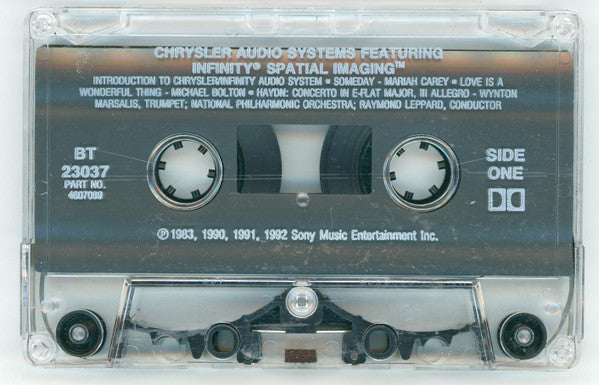 CHRYSLER AUDIO SYSTEMS FEATURING
INFINITY® SPATIAL IMAGING™
INTRODUCTION TO CHRYSLER/INFINITY AUDIO SYSTEM • SOMEDAY - MARIAH CAREY • LOVE IS A
WONDERFUL THING - MICHAEL BOLTON • HAYDN: CONCERTO IN E-FLAT MAJOR, III ALLEGRO - WYNTON
MARSALIS, TRUMPET; NATIONAL PHILHARMONIC ORCHESTRA; RAYMOND LEPPARD, CONDUCTOR
BT
23037
PART NO.
4607089
SIDE
ONE
℗ 1983, 1990, 1991, 1992 Sony Music Entertainment Inc.